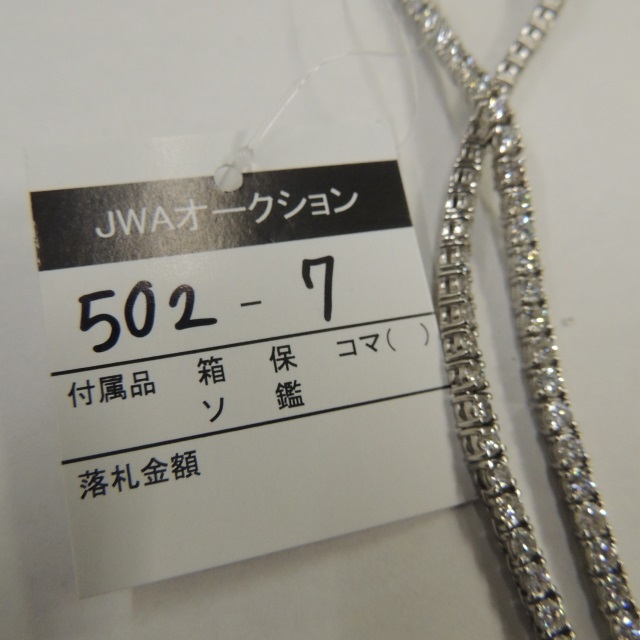 JWAオークション
502-7
付属品 箱 保 コマ( )
ソ 鑑
落札金額